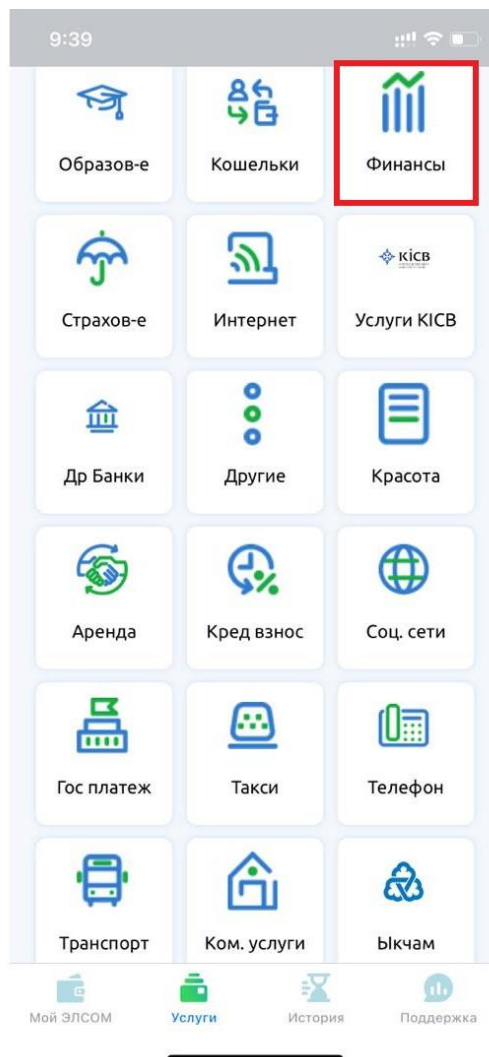 9:39
Образов-е
Кошельки
Финансы
Страхов-е
Интернет
KICB
Услуги KICB
Др Банки
Другие
Красота
Аренда
Кред взнос
Соц. сети
Гос платеж
Такси
Телефон
Транспорт
Ком. услуги
Ыкчам
Мой ЭЛСОМ
Услуги
История
Поддержка